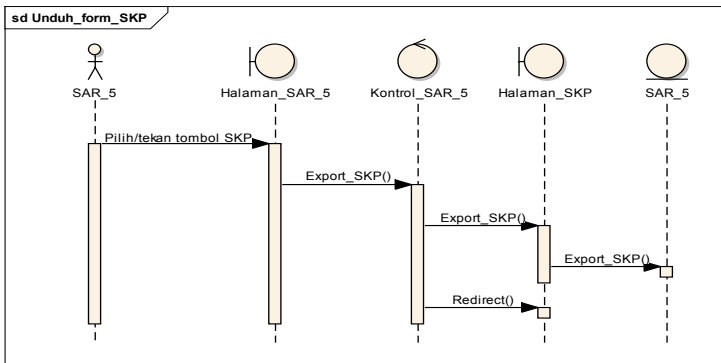 sd Unduh_form_SKP
SAR_5 Halaman_SAR_5 Kontrol_SAR_5 Halaman_SKP SAR_5
Pilih/tekan tombol SKP
Export_SKP()
Export_SKP()
Export_SKP()
Redirect()